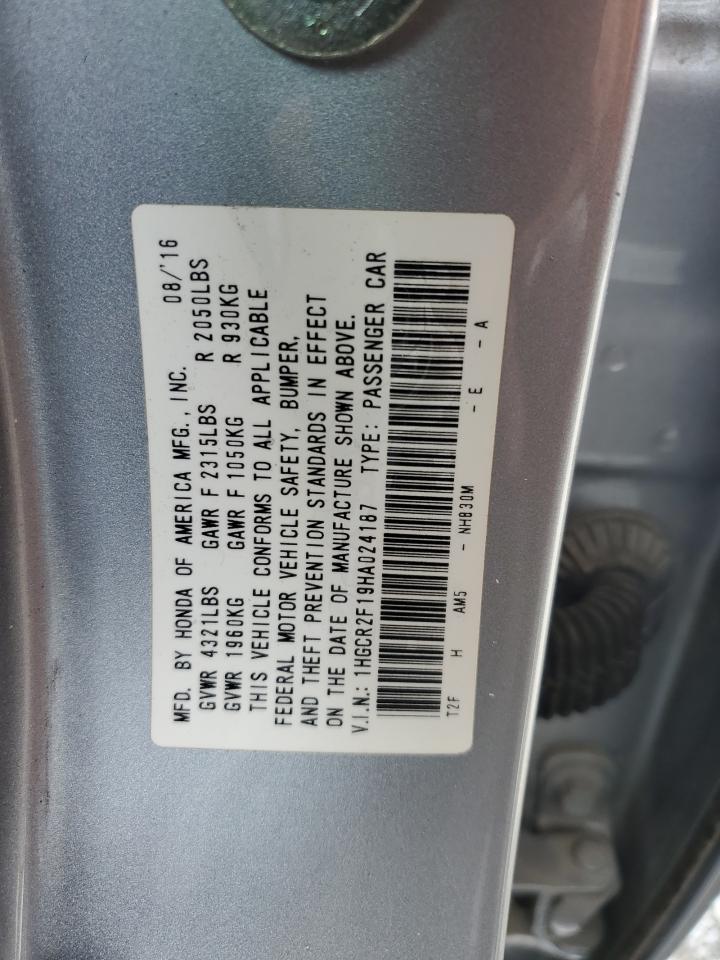 MFD. BY HONDA OF AMERICA MFG., INC. 08/'16
GVWR 4321LBS GAWR F 2315LBS R 2050LBS
GVWR 1960KG GAWR F 1050KG R 930KG
THIS VEHICLE CONFORMS TO ALL APPLICABLE
FEDERAL MOTOR VEHICLE SAFETY, BUMPER,
AND THEFT PREVENTION STANDARDS IN EFFECT
ON THE DATE OF MANUFACTURE SHOWN ABOVE.
V.I.N.: 1HGCR2F19HA024187 TYPE: PASSENGER CAR
T2F H AM5 - NH830M - E - A